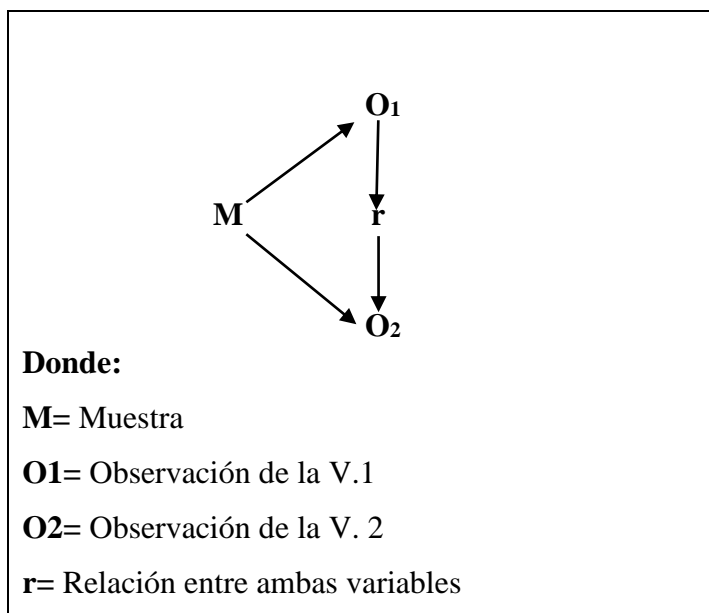 O1
M
r
O2
Donde:
M= Muestra
O1= Observación de la V.1
O2= Observación de la V. 2
r= Relación entre ambas variables